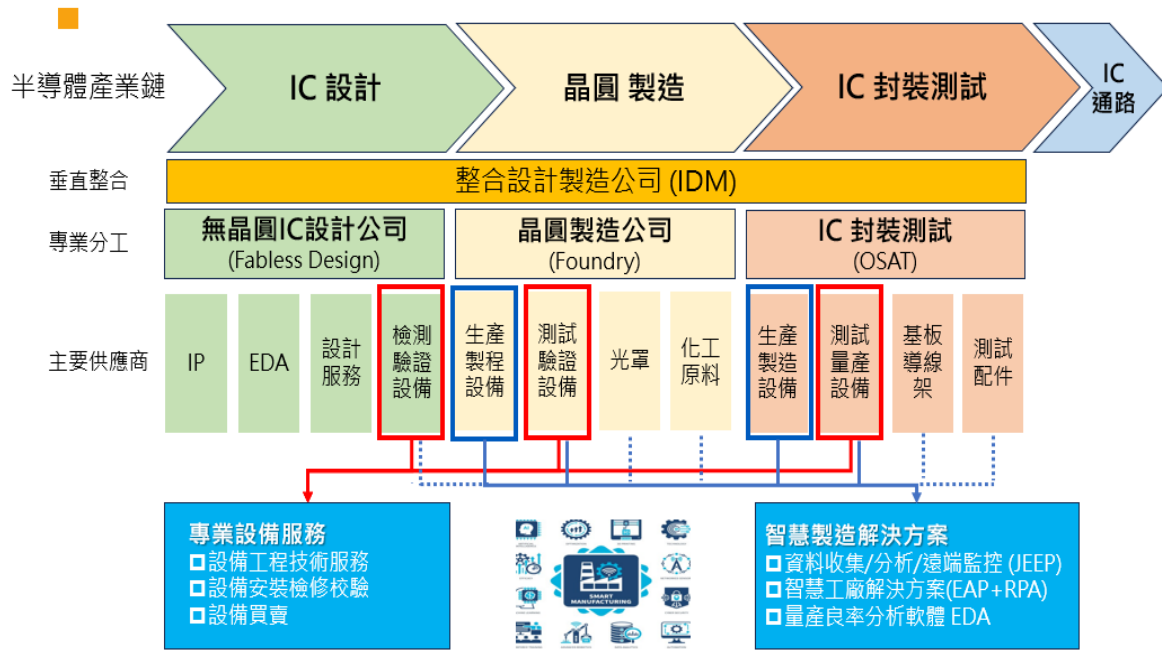 半導體產業鏈
IC 設計
晶圓 製造
IC 封裝測試
IC
通路
垂直整合
整合設計製造公司 (IDM)
專業分工
無晶圓IC設計公司
(Fabless Design)
晶圓製造公司
(Foundry)
IC 封裝測試
(OSAT)
主要供應商
IP
EDA
設計
服務
檢測
驗證
設備
生產
製程
設備
測試
驗證
設備
光罩
化工
原料
生產
製造
設備
測試
量產
設備
基板
導線
架
測試
配件
專業設備服務
設備工程技術服務
設備安裝檢修校驗
設備買賣
SMART
MANUFACTURING
智慧製造解決方案
資料收集/分析/遠端監控 (JEEP)
智慧工廠解決方案(EAP+RPA)
量產良率分析軟體 EDA